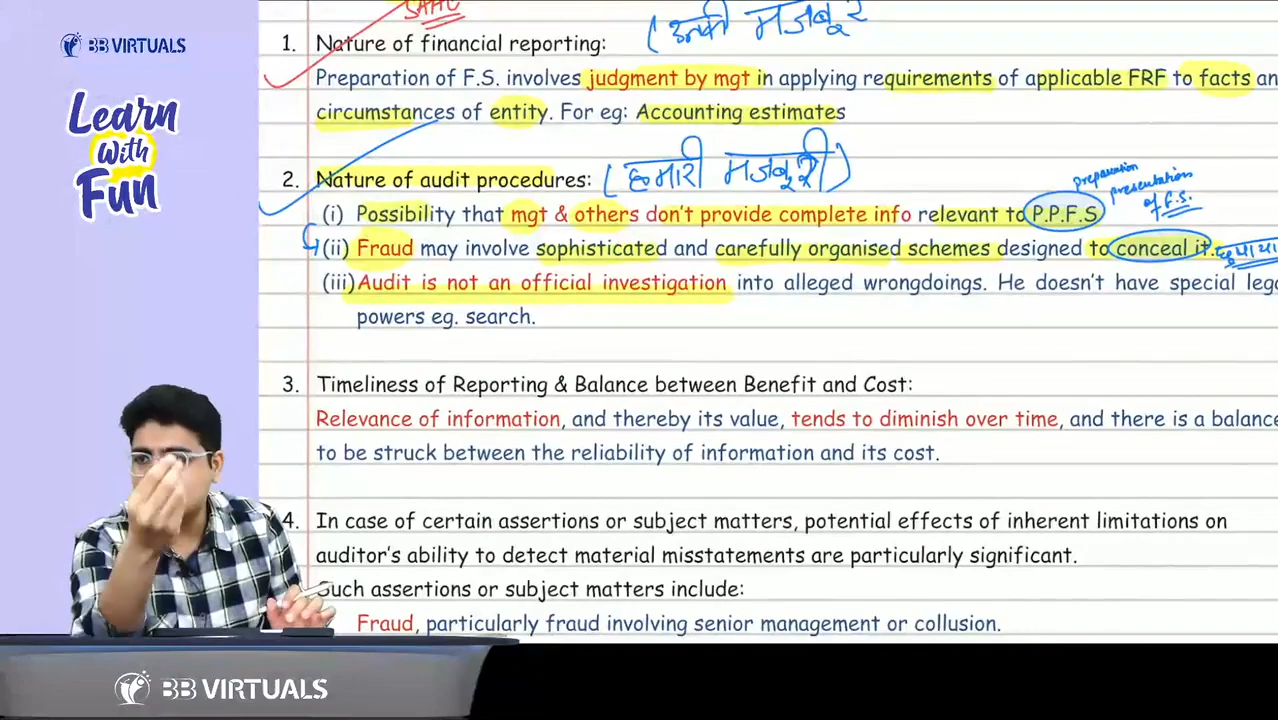 SAAG
BB VIRTUALS
Learn
with
Fun
1. Nature of financial reporting: (उनकी मजबूर
Preparation of F.S. involves judgment by mgt in applying requirements of applicable FRF to facts an
circumstances of entity. For eg: Accounting estimates
2. Nature of audit procedures: (हमारी मजबूरी)
preparation
presentation
of F.S.
(i) Possibility that mgt & others don't provide complete info relevant to P.P.F.S
(ii) Fraud may involve sophisticated and carefully organised schemes designed to conceal it.
(iii) Audit is not an official investigation into alleged wrongdoings. He doesn't have special lega
powers eg. search.
3. Timeliness of Reporting & Balance between Benefit and Cost:
Relevance of information, and thereby its value, tends to diminish over time, and there is a balance
to be struck between the reliability of information and its cost.
4. In case of certain assertions or subject matters, potential effects of inherent limitations on
auditor's ability to detect material misstatements are particularly significant.
Such assertions or subject matters include:
Fraud, particularly fraud involving senior management or collusion.
BB VIRTUALS